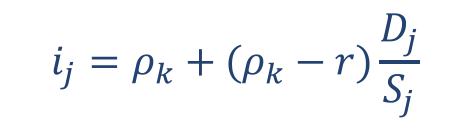 i_j = ρ_k + (ρ_k − r) D_j / S_j